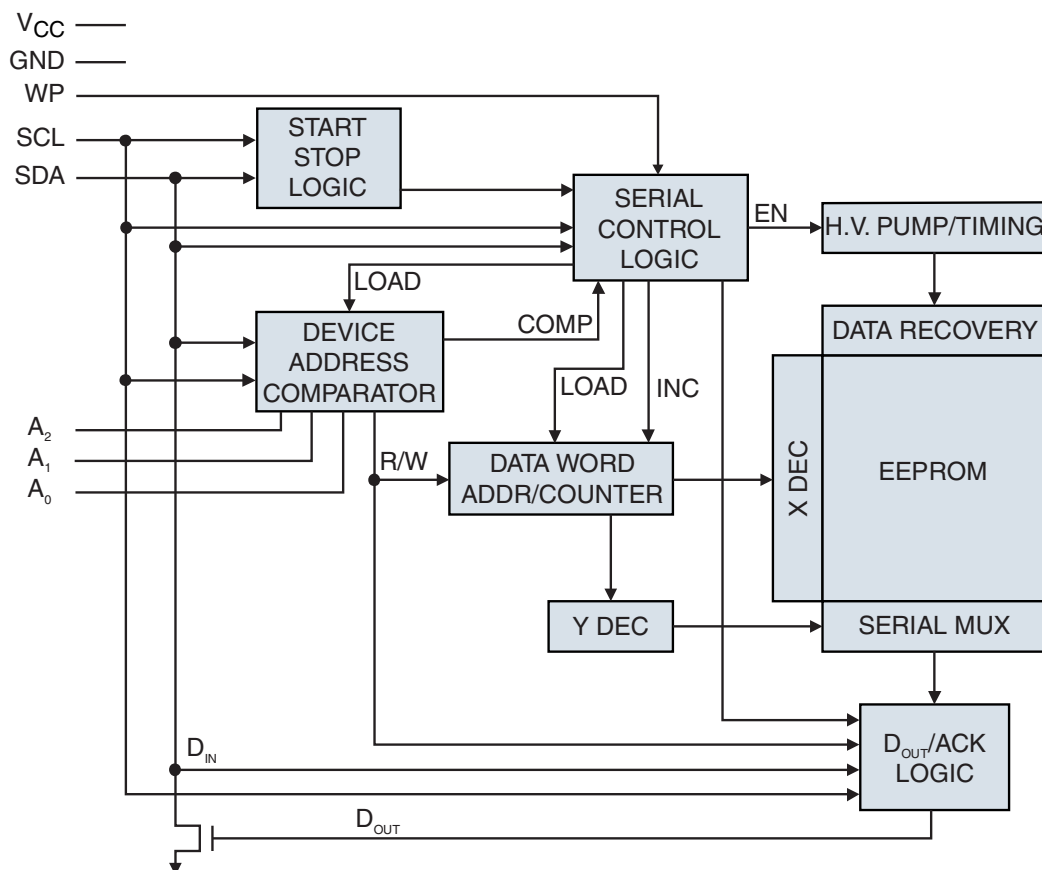 VCC
GND
WP
SCL
SDA
START
STOP
LOGIC
SERIAL
CONTROL
LOGIC
EN
H.V. PUMP/TIMING
LOAD
COMP
DEVICE
ADDRESS
COMPARATOR
DATA RECOVERY
LOAD
INC
A2
A1
A0
R/W
DATA WORD
ADDR/COUNTER
X DEC
EEPROM
Y DEC
SERIAL MUX
DIN
DOUT/ACK
LOGIC
DOUT